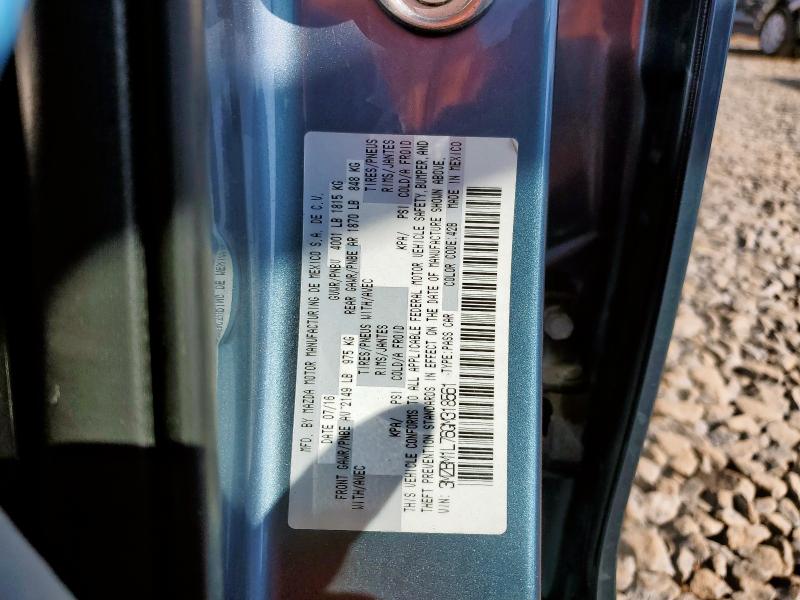 MFD. BY MAZDA MOTOR MANUFACTURING DE MEXICO S.A. DE C.V.
DATE 07/16 GVWR/PNBV 4001 LB 1815 KG
FRONT GAWR/PNBE AV 2149 LB 975 KG REAR GAWR/PNBE AR 1870 LB 848 KG
WITH/AVEC TIRES/PNEUS WITH/AVEC TIRES/PNEUS
RIMS/JANTES RIMS/JANTES
KPA/ PSI COLD/A FROID KPA/ PSI COLD/A FROID
THIS VEHICLE CONFORMS TO ALL APPLICABLE FEDERAL MOTOR VEHICLE SAFETY, BUMPER, AND
THEFT PREVENTION STANDARDS IN EFFECT ON THE DATE OF MANUFACTURE SHOWN ABOVE.
VIN: 3MZBM1L76GM318661 TYPE:PASS CAR COLOR CODE:42B MADE IN MEXICO